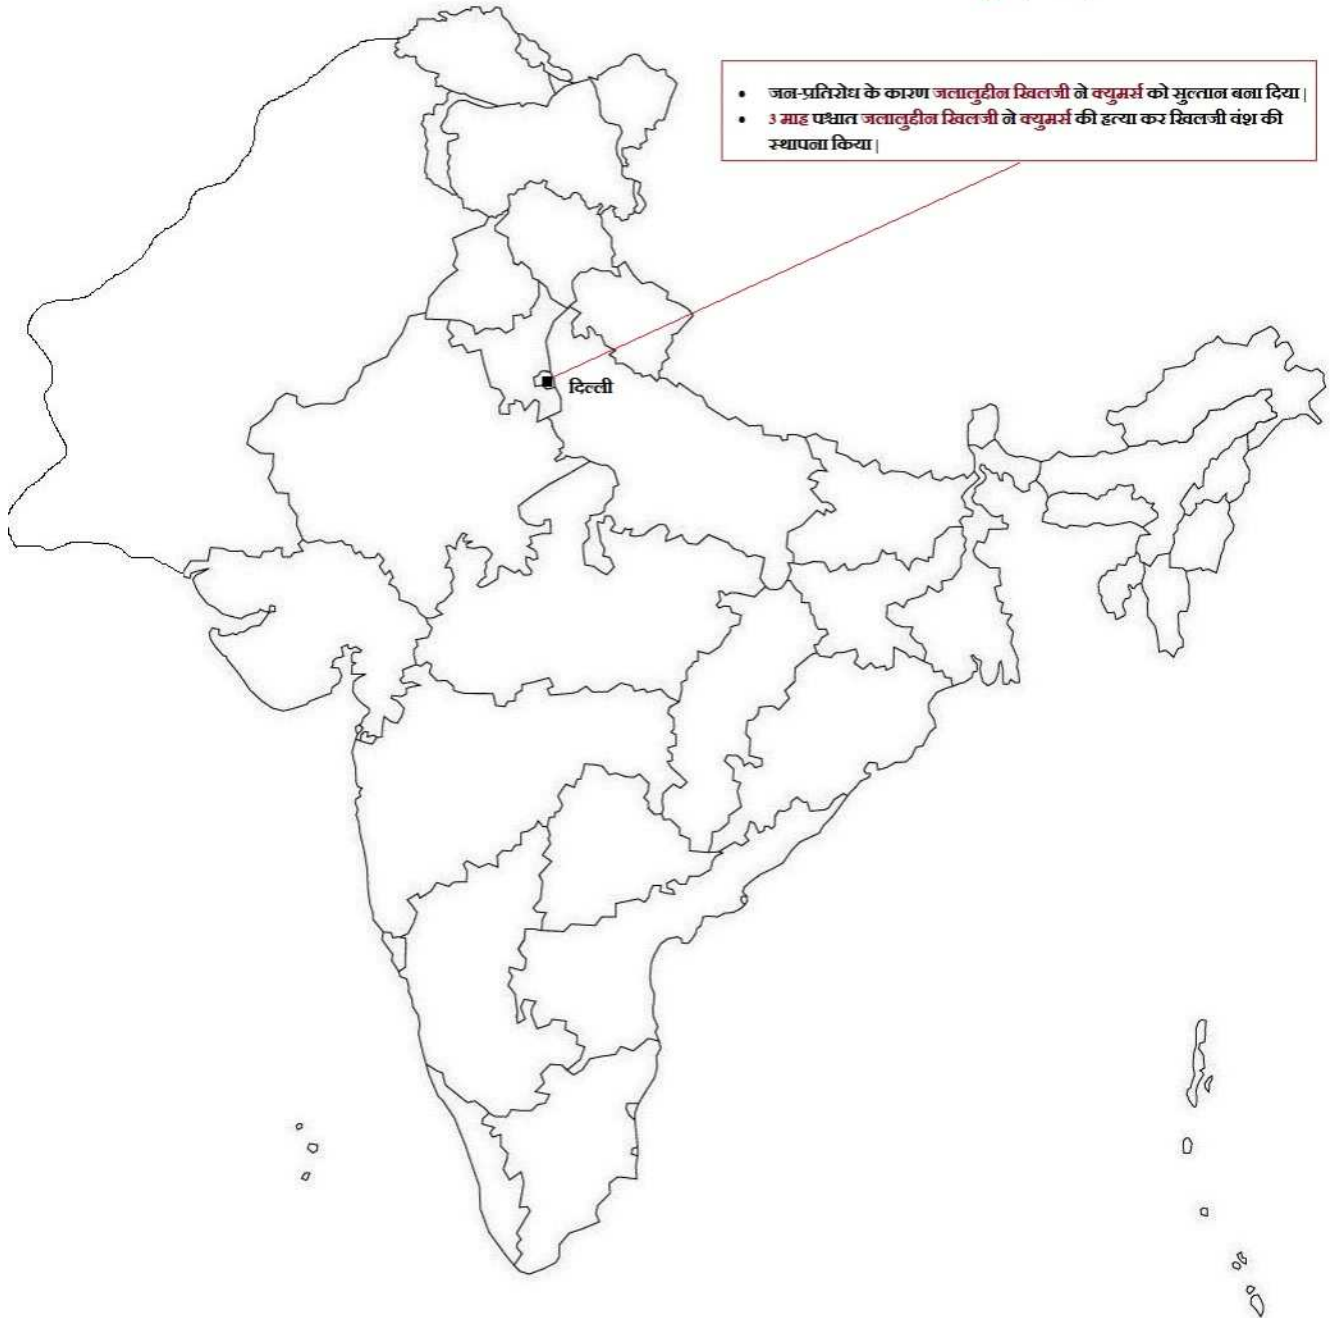 • जन-प्रतिरोध के कारण जलालुद्दीन खिलजी ने क्युमर्स को सुल्तान बना दिया |
• 3 माह पश्चात जलालुद्दीन खिलजी ने क्युमर्स की हत्या कर खिलजी वंश की
स्थापना किया |
दिल्ली